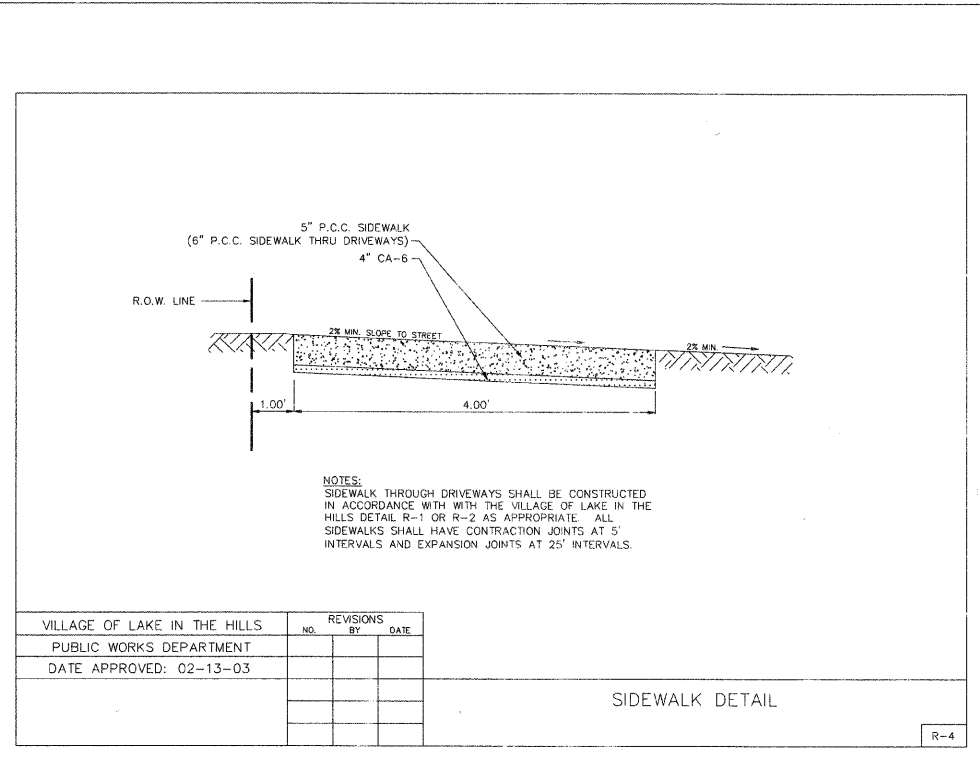 5" P.C.C. SIDEWALK
(6" P.C.C. SIDEWALK THRU DRIVEWAYS)
4" CA-6
R.O.W. LINE
2% MIN. SLOPE TO STREET
2% MIN.
1.00'
4.00'
NOTES:
SIDEWALK THROUGH DRIVEWAYS SHALL BE CONSTRUCTED
IN ACCORDANCE WITH WITH THE VILLAGE OF LAKE IN THE
HILLS DETAIL R-1 OR R-2 AS APPROPRIATE. ALL
SIDEWALKS SHALL HAVE CONTRACTION JOINTS AT 5'
INTERVALS AND EXPANSION JOINTS AT 25' INTERVALS.
VILLAGE OF LAKE IN THE HILLS
PUBLIC WORKS DEPARTMENT
DATE APPROVED: 02-13-03
REVISIONS
NO. BY DATE
SIDEWALK DETAIL
R-4